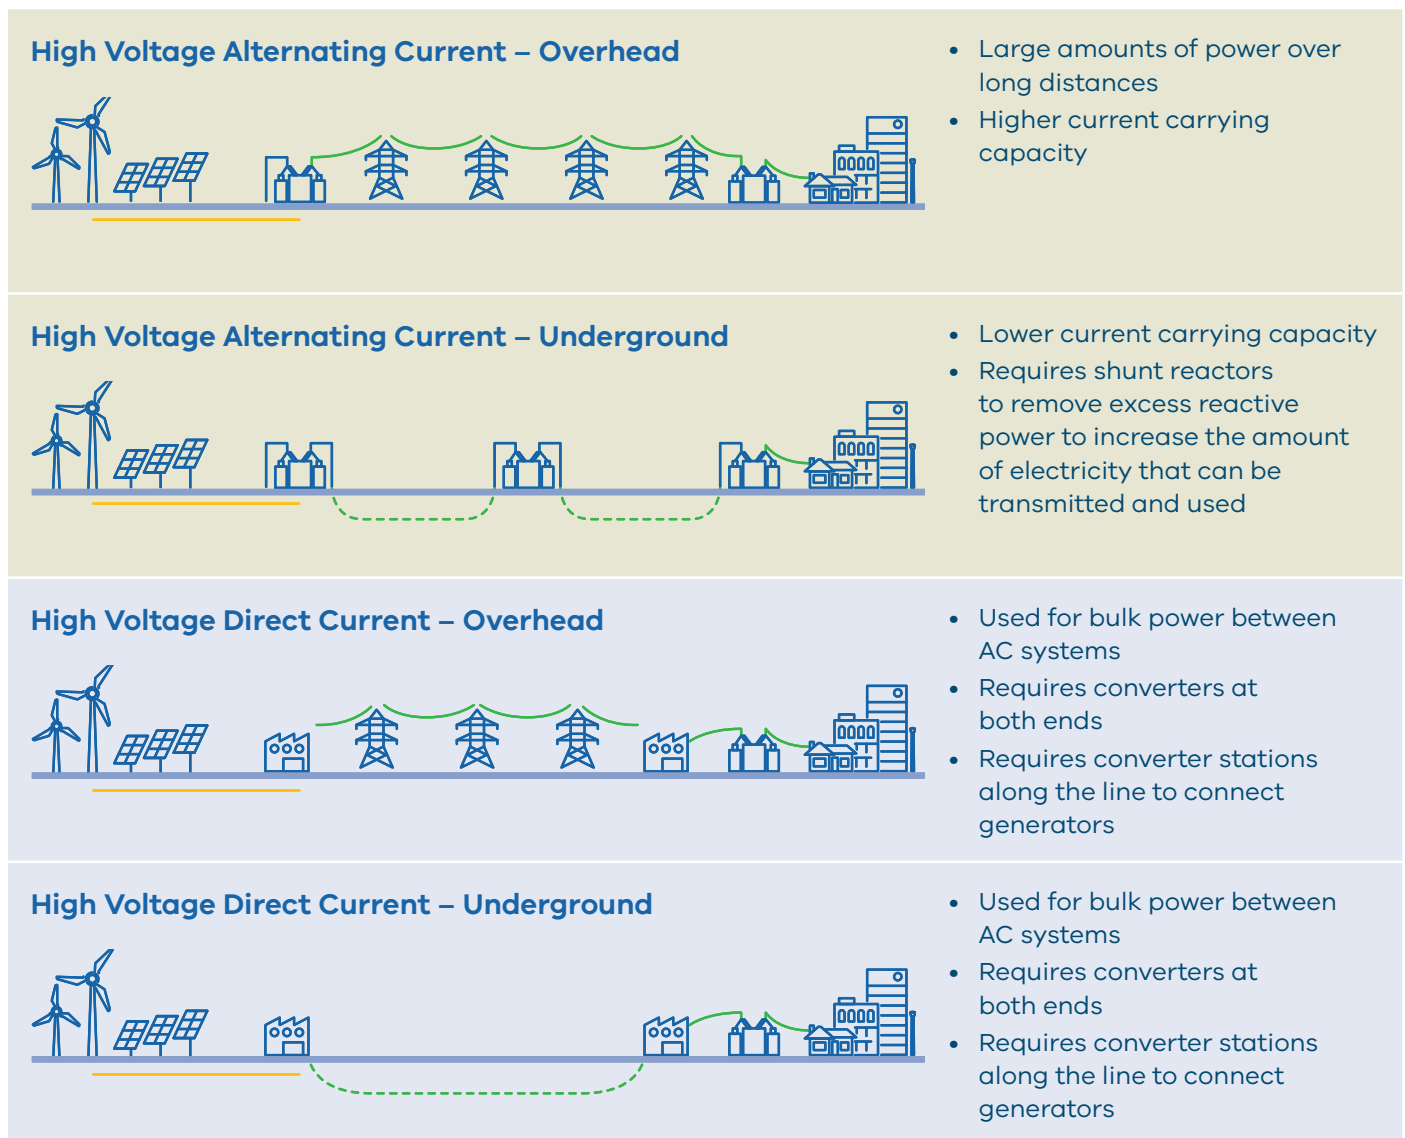 High Voltage Alternating Current – Overhead
• Large amounts of power over
long distances
• Higher current carrying
capacity
High Voltage Alternating Current – Underground
• Lower current carrying capacity
• Requires shunt reactors
to remove excess reactive
power to increase the amount
of electricity that can be
transmitted and used
High Voltage Direct Current – Overhead
• Used for bulk power between
AC systems
• Requires converters at
both ends
• Requires converter stations
along the line to connect
generators
High Voltage Direct Current – Underground
• Used for bulk power between
AC systems
• Requires converters at
both ends
• Requires converter stations
along the line to connect
generators